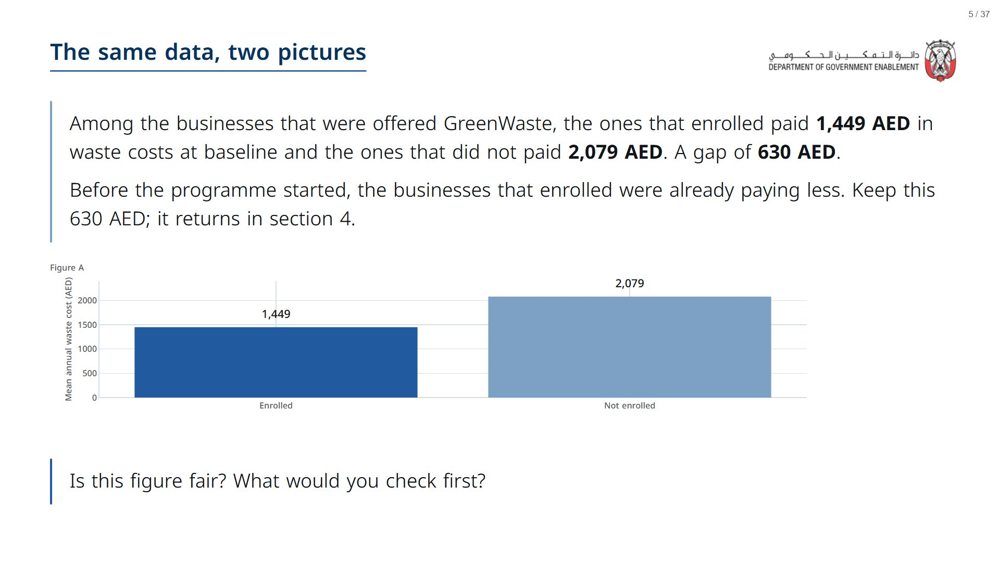 5 / 37
The same data, two pictures
دائرة التمكين الحكومي
DEPARTMENT OF GOVERNMENT ENABLEMENT
Among the businesses that were offered GreenWaste, the ones that enrolled paid 1,449 AED in
waste costs at baseline and the ones that did not paid 2,079 AED. A gap of 630 AED.
Before the programme started, the businesses that enrolled were already paying less. Keep this
630 AED; it returns in section 4.
Figure A
Mean annual waste cost (AED)
2000
1500
1000
500
0
1,449
2,079
Enrolled
Not enrolled
Is this figure fair? What would you check first?